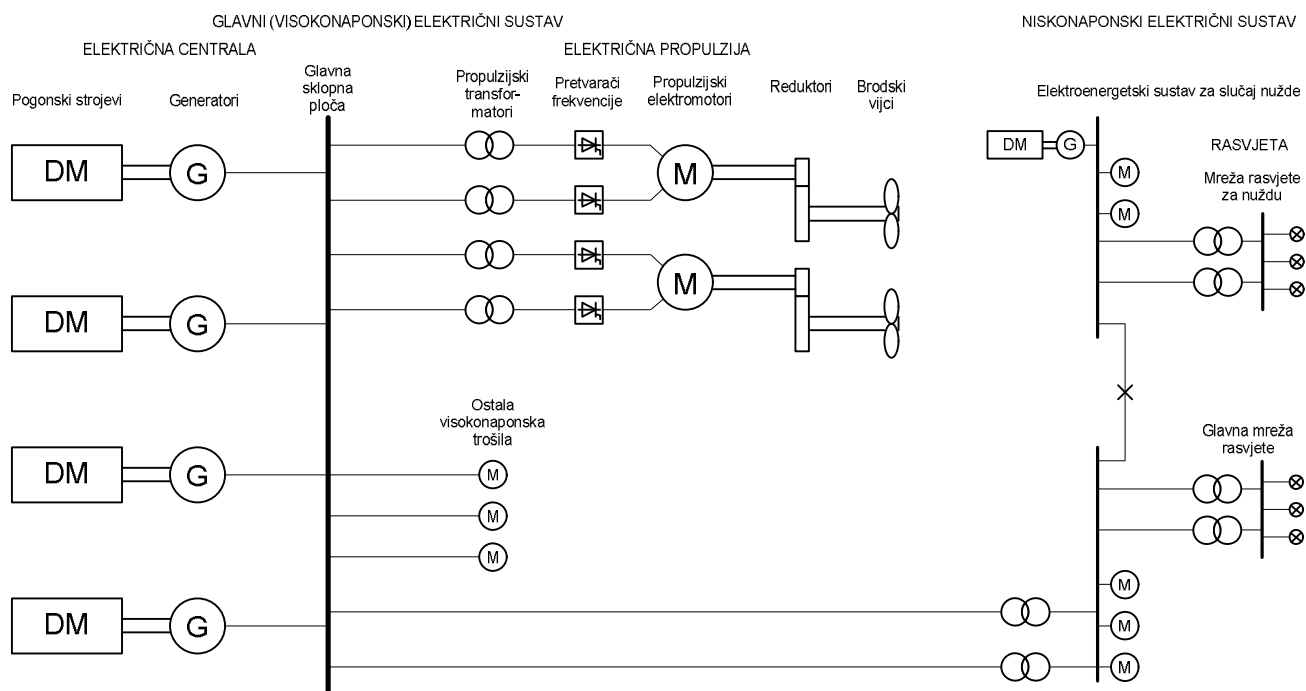 GLAVNI (VISOKONAPONSKI) ELEKTRIČNI SUSTAV
NISKONAPONSKI ELEKTRIČNI SUSTAV
ELEKTRIČNA CENTRALA
ELEKTRIČNA PROPULZIJA
Pogonski strojevi
Generatori
Glavna
sklopna
ploča
Propulzijski
transfor-
matori
Pretvarači
frekvencije
Propulzijski
elektromotori
Reduktori
Brodski
vijci
Elektroenergetski sustav za slučaj nužde
DM
G
M
DM
G
M
M
RASVJETA
Mreža rasvjete
za nuždu
M
DM
G
Ostala
visokonaponska
trošila
Glavna mreža
rasvjete
DM
G
M
M
M
M
DM
G
M
M